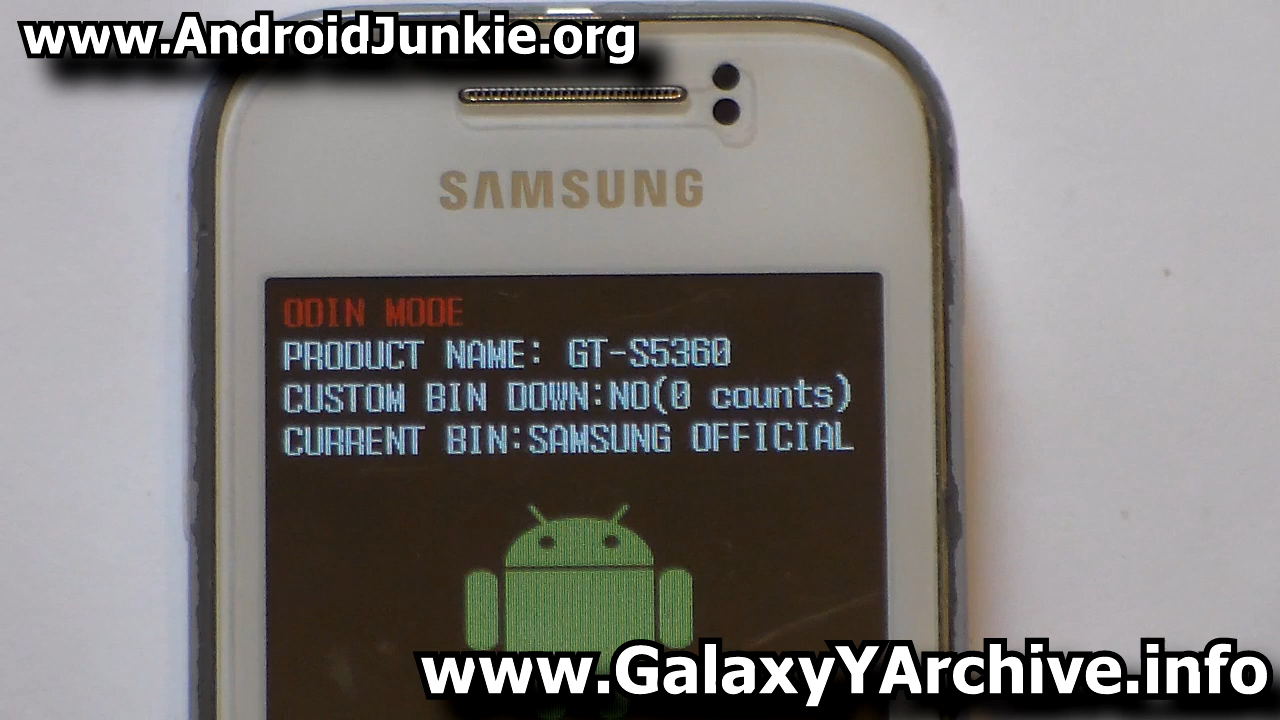 www.AndroidJunkie.org
SAMSUNG
ODIN MODE
PRODUCT NAME: GT-S5360
CUSTOM BIN DOWN:NO(0 counts)
CURRENT BIN:SAMSUNG OFFICIAL
www.GalaxyYArchive.info